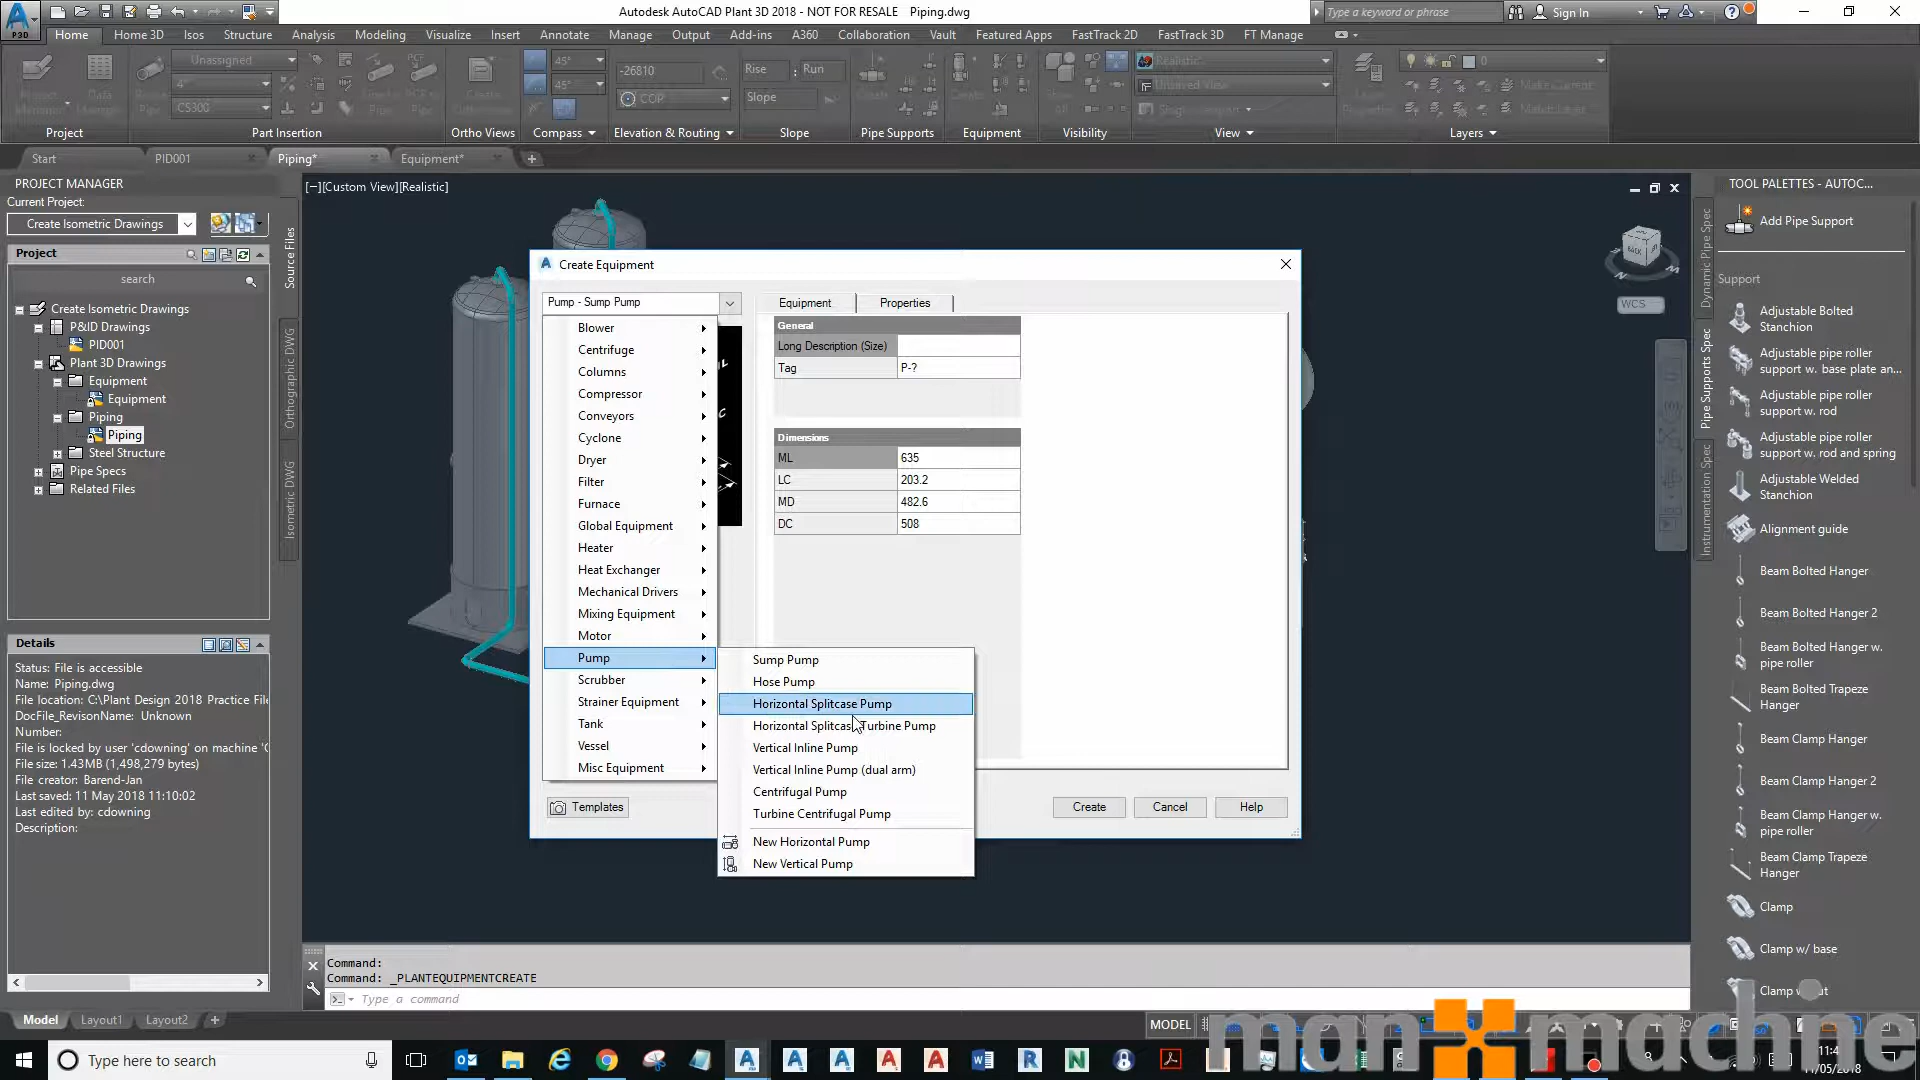 Autodesk AutoCAD Plant 3D 2018 - NOT FOR RESALE Piping.dwg
Type a keyword or phrase
Sign In
P3D
Home
Home 3D
Isos
Structure
Analysis
Modeling
Visualize
Insert
Annotate
Manage
Output
Add-ins
A360
Collaboration
Vault
Featured Apps
FastTrack 2D
FastTrack 3D
FT Manage
Unassigned
4"
CS300
45°
45°
-26810
COP
Rise
Run
Slope
Realistic
Unsaved View
0
Project
Part Insertion
Ortho Views
Compass
Elevation & Routing
Slope
Pipe Supports
Equipment
Visibility
View
Layers
Start
PID001
Piping*
Equipment*
PROJECT MANAGER
Current Project:
Create Isometric Drawings
Project
search
Create Isometric Drawings
P&ID Drawings
PID001
Plant 3D Drawings
Equipment
Equipment
Piping
Piping
Steel Structure
Pipe Specs
Related Files
Source Files
Orthographic DWG
Isometric DWG
Details
Status: File is accessible
Name: Piping.dwg
File location: C:\Plant Design 2018 Practice File
DocFile_RevisonName: Unknown
Number:
File is locked by user 'cdowning' on machine
File size: 1.43MB (1,498,279 bytes)
File creator: Barend-Jan
Last saved: 11 May 2018 11:10:02
Last edited by: cdowning
Description:
[−][Custom View][Realistic]
BACK
WCS
Create Equipment
Pump - Sump Pump
Equipment
Properties
Blower
Centrifuge
Columns
Compressor
Conveyors
Cyclone
Dryer
Filter
Furnace
Global Equipment
Heater
Heat Exchanger
Mechanical Drivers
Mixing Equipment
Motor
Pump
Scrubber
Strainer Equipment
Tank
Vessel
Misc Equipment
General
Long Description (Size)
Tag P-?
Dimensions
ML 635
LC 203.2
MD 482.6
DC 508
Sump Pump
Hose Pump
Horizontal Splitcase Pump
Horizontal Splitcase Turbine Pump
Vertical Inline Pump
Vertical Inline Pump (dual arm)
Centrifugal Pump
Turbine Centrifugal Pump
New Horizontal Pump
New Vertical Pump
Templates
Create
Cancel
Help
TOOL PALETTES - AUTOC...
Dynamic Pipe Spec
Pipe Supports Spec
Instrumentation Spec
Add Pipe Support
Support
Adjustable Bolted
Stanchion
Adjustable pipe roller
support w. base plate an...
Adjustable pipe roller
support w. rod
Adjustable pipe roller
support w. rod and spring
Adjustable Welded
Stanchion
Alignment guide
Beam Bolted Hanger
Beam Bolted Hanger 2
Beam Bolted Hanger w.
pipe roller
Beam Bolted Trapeze
Hanger
Beam Clamp Hanger
Beam Clamp Hanger 2
Beam Clamp Hanger w.
pipe roller
Beam Clamp Trapeze
Hanger
Clamp
Clamp w/ base
Clamp
Command:
Command: _PLANTEQUIPMENTCREATE
Type a command
Model
Layout1
Layout2
MODEL
man machine
Type here to search
11:4
11/05/2018